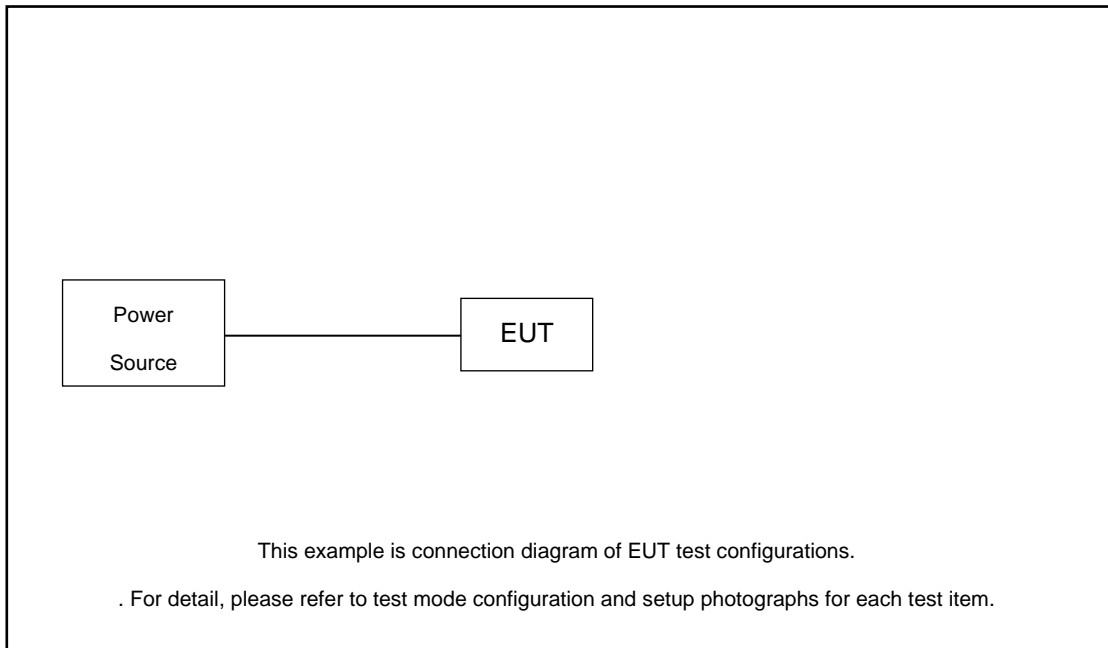 Power
Source
EUT
This example is connection diagram of EUT test configurations.
. For detail, please refer to test mode configuration and setup photographs for each test item.